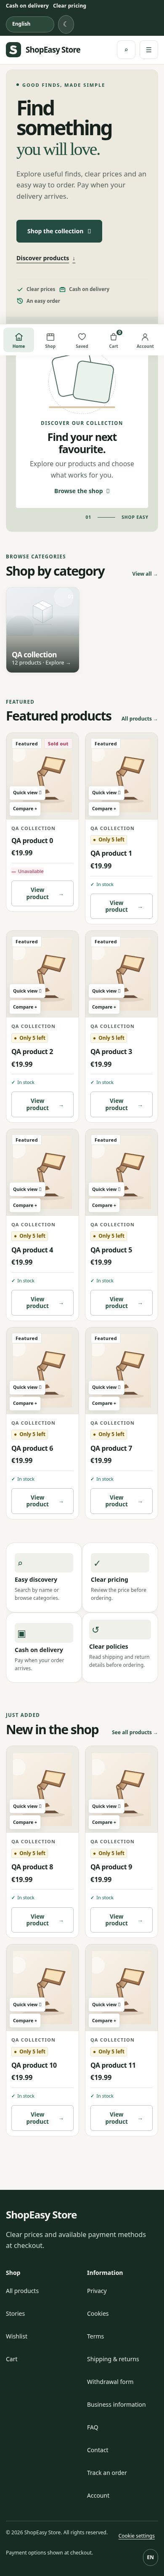 Cash on delivery Clear pricing
English
ShopEasy Store
GOOD FINDS, MADE SIMPLE
Find
something
you will love.
Explore useful finds, clear prices and an
easy way to order. Pay when your
delivery arrives.
Shop the collection
Discover products ↓
Clear prices Cash on delivery
An easy order
Home Shop Saved Cart 0 Account
DISCOVER OUR COLLECTION
Find your next
favourite.
Explore our products and choose
what works for you.
Browse the shop
01 SHOP EASY
BROWSE CATEGORIES
Shop by category
View all →
QA collection
12 products · Explore →
FEATURED
Featured products
All products →
Featured Sold out
Quick view
Compare +
QA COLLECTION
QA product 0
€19.99
— Unavailable
View
product →
Featured
Quick view
Compare +
QA COLLECTION
Only 5 left
QA product 1
€19.99
✓ In stock
View
product →
Featured
Quick view
Compare +
QA COLLECTION
Only 5 left
QA product 2
€19.99
✓ In stock
View
product →
Featured
Quick view
Compare +
QA COLLECTION
Only 5 left
QA product 3
€19.99
✓ In stock
View
product →
Featured
Quick view
Compare +
QA COLLECTION
Only 5 left
QA product 4
€19.99
✓ In stock
View
product →
Featured
Quick view
Compare +
QA COLLECTION
Only 5 left
QA product 5
€19.99
✓ In stock
View
product →
Featured
Quick view
Compare +
QA COLLECTION
Only 5 left
QA product 6
€19.99
✓ In stock
View
product →
Featured
Quick view
Compare +
QA COLLECTION
Only 5 left
QA product 7
€19.99
✓ In stock
View
product →
Easy discovery
Search by name or
browse categories.
Clear pricing
Review the price before
ordering.
Cash on delivery
Pay when your order
arrives.
Clear policies
Read shipping and return
details before ordering.
JUST ADDED
New in the shop
See all products →
Quick view
Compare +
QA COLLECTION
Only 5 left
QA product 8
€19.99
✓ In stock
View
product →
Quick view
Compare +
QA COLLECTION
Only 5 left
QA product 9
€19.99
✓ In stock
View
product →
Quick view
Compare +
QA COLLECTION
Only 5 left
QA product 10
€19.99
✓ In stock
View
product →
Quick view
Compare +
QA COLLECTION
Only 5 left
QA product 11
€19.99
✓ In stock
View
product →
ShopEasy Store
Clear prices and available payment methods
at checkout.
Shop
All products
Stories
Wishlist
Cart
Information
Privacy
Cookies
Terms
Shipping & returns
Withdrawal form
Business information
FAQ
Contact
Track an order
Account
© 2026 ShopEasy Store. All rights reserved.
Cookie settings
Payment options shown at checkout.
EN